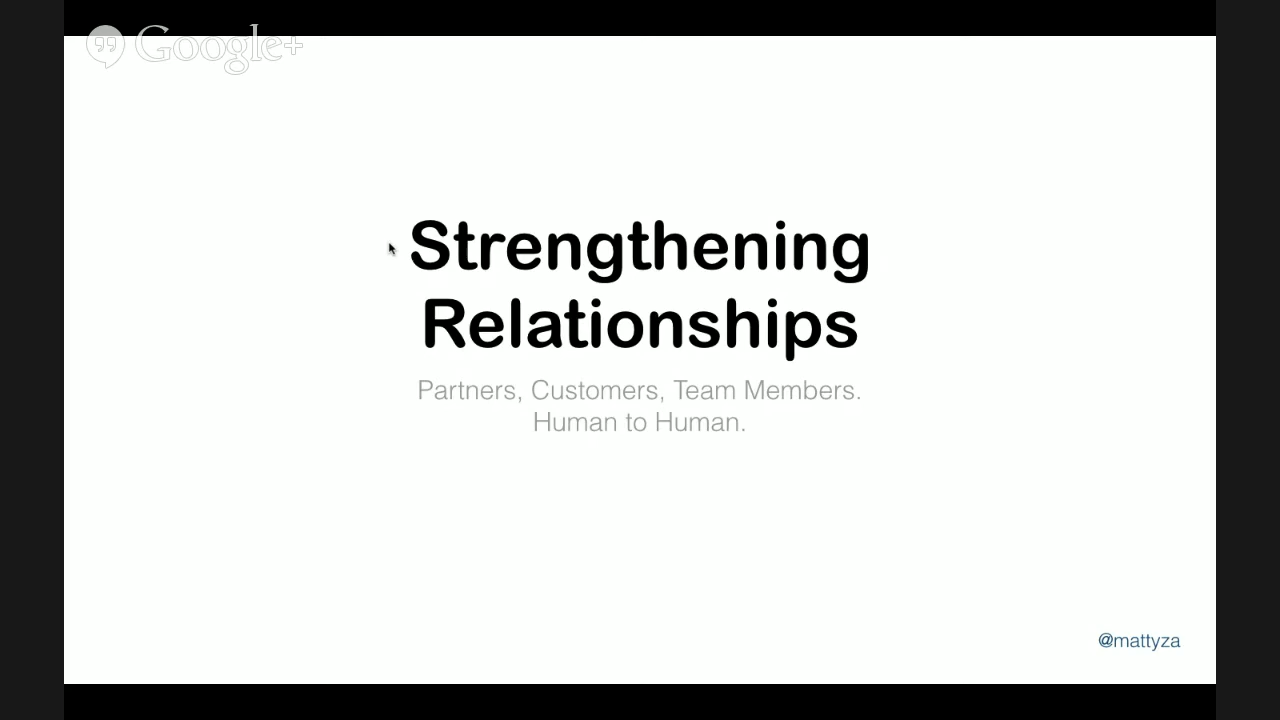 Google+
Strengthening
Relationships
Partners, Customers, Team Members.
Human to Human.
@mattyza